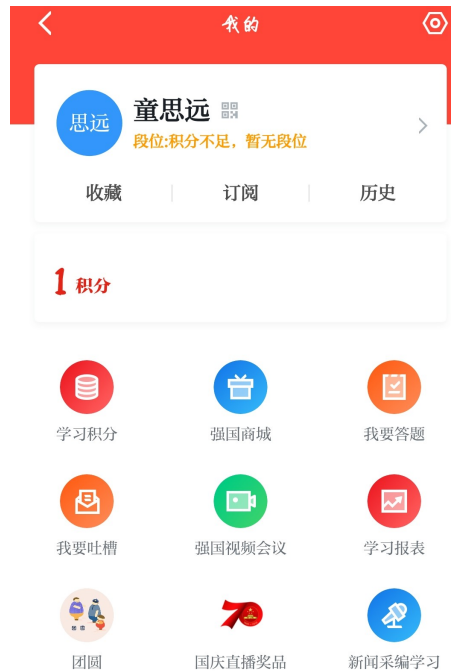 我的
思远
童思远
段位:积分不足，暂无段位
收藏 订阅 历史
1 积分
学习积分 强国商城 我要答题
我要吐槽 强国视频会议 学习报表
70
团圆 国庆直播奖品 新闻采编学习